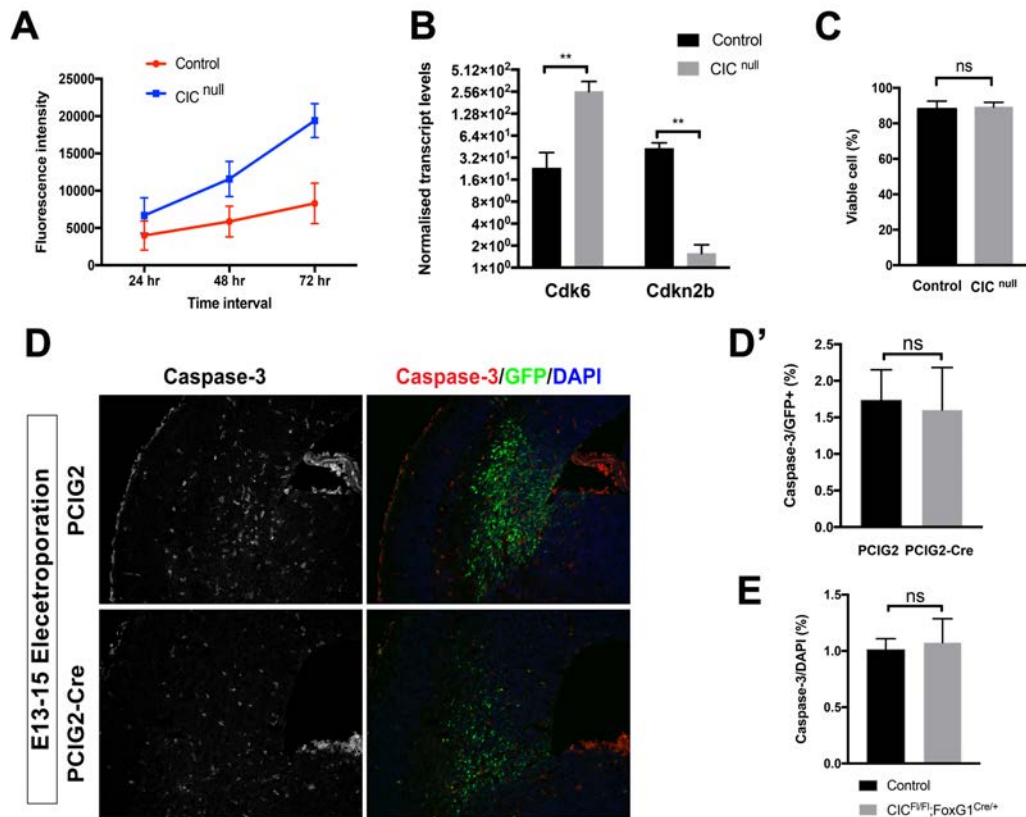 A
Control
CIC null
25000
20000
15000
10000
5000
0
Fluorescence intensity
24 hr 48 hr 72 hr
Time interval
B
Control
CIC null
5.12×10²
2.56×10²
1.28×10²
6.4×10¹
3.2×10¹
1.6×10¹
8×10⁰
4×10⁰
2×10⁰
1×10⁰
Normalised transcript levels
**
**
Cdk6 Cdkn2b
C
ns
100
80
60
40
20
0
Viable cell (%)
Control CIC null
D
Caspase-3 Caspase-3/GFP/DAPI
E13-15 Elecetroporation
PCIG2
PCIG2-Cre
D'
ns
2.5
2.0
1.5
1.0
0.5
0.0
Caspase-3/GFP+ (%)
PCIG2 PCIG2-Cre
E
ns
1.5
1.0
0.5
0.0
Caspase-3/DAPI (%)
Control
CICFl/Fl;FoxG1Cre/+